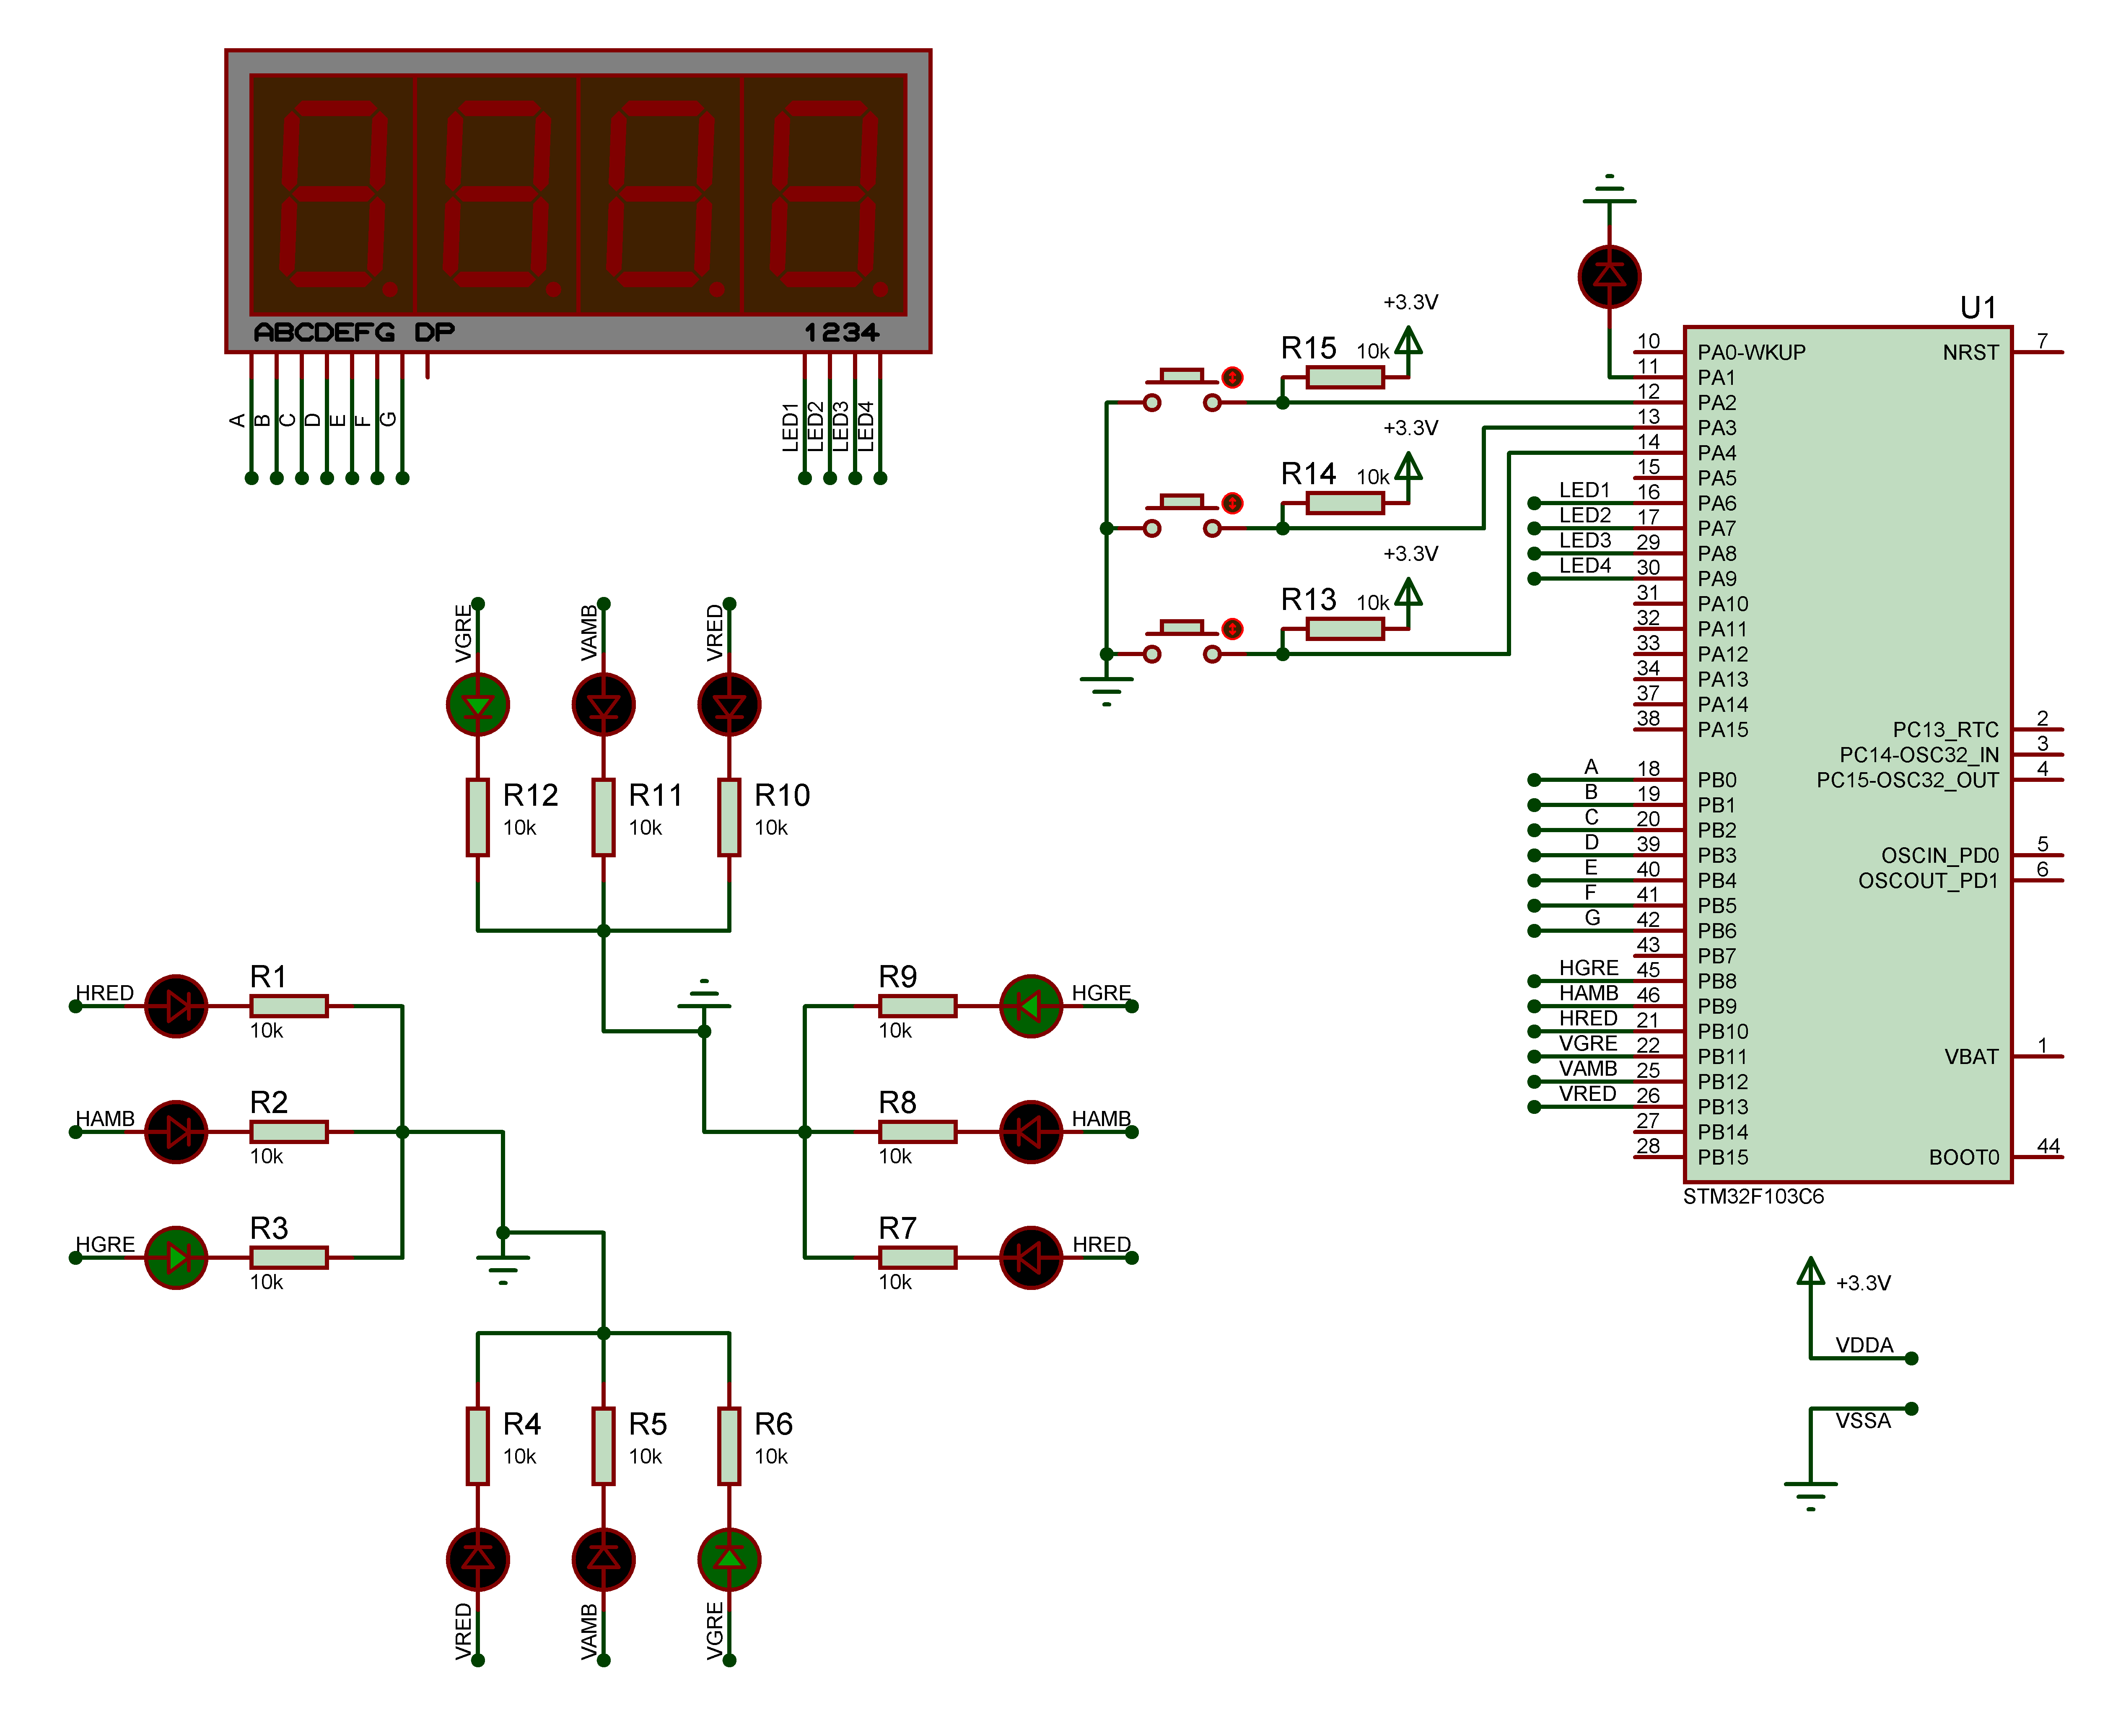 ABCDEFG DP
1234
A
B
C
D
E
F
G
LED1
LED2
LED3
LED4
VGRE
VAMB
VRED
R12
10k
R11
10k
R10
10k
HRED
R1
10k
HAMB
R2
10k
HGRE
R3
10k
R9
10k
HGRE
R8
10k
HAMB
R7
10k
HRED
R4
10k
R5
10k
R6
10k
VRED
VAMB
VGRE
+3.3V
R15
10k
+3.3V
R14
10k
+3.3V
R13
10k
U1
10 PA0-WKUP
11 PA1
12 PA2
13 PA3
14 PA4
15 PA5
LED1 16 PA6
LED2 17 PA7
LED3 29 PA8
LED4 30 PA9
31 PA10
32 PA11
33 PA12
34 PA13
37 PA14
38 PA15
A 18 PB0
B 19 PB1
C 20 PB2
D 39 PB3
E 40 PB4
F 41 PB5
G 42 PB6
43 PB7
HGRE 45 PB8
HAMB 46 PB9
HRED 21 PB10
VGRE 22 PB11
VAMB 25 PB12
VRED 26 PB13
27 PB14
28 PB15
NRST 7
PC13_RTC 2
PC14-OSC32_IN 3
PC15-OSC32_OUT 4
OSCIN_PD0 5
OSCOUT_PD1 6
VBAT 1
BOOT0 44
STM32F103C6
+3.3V
VDDA
VSSA